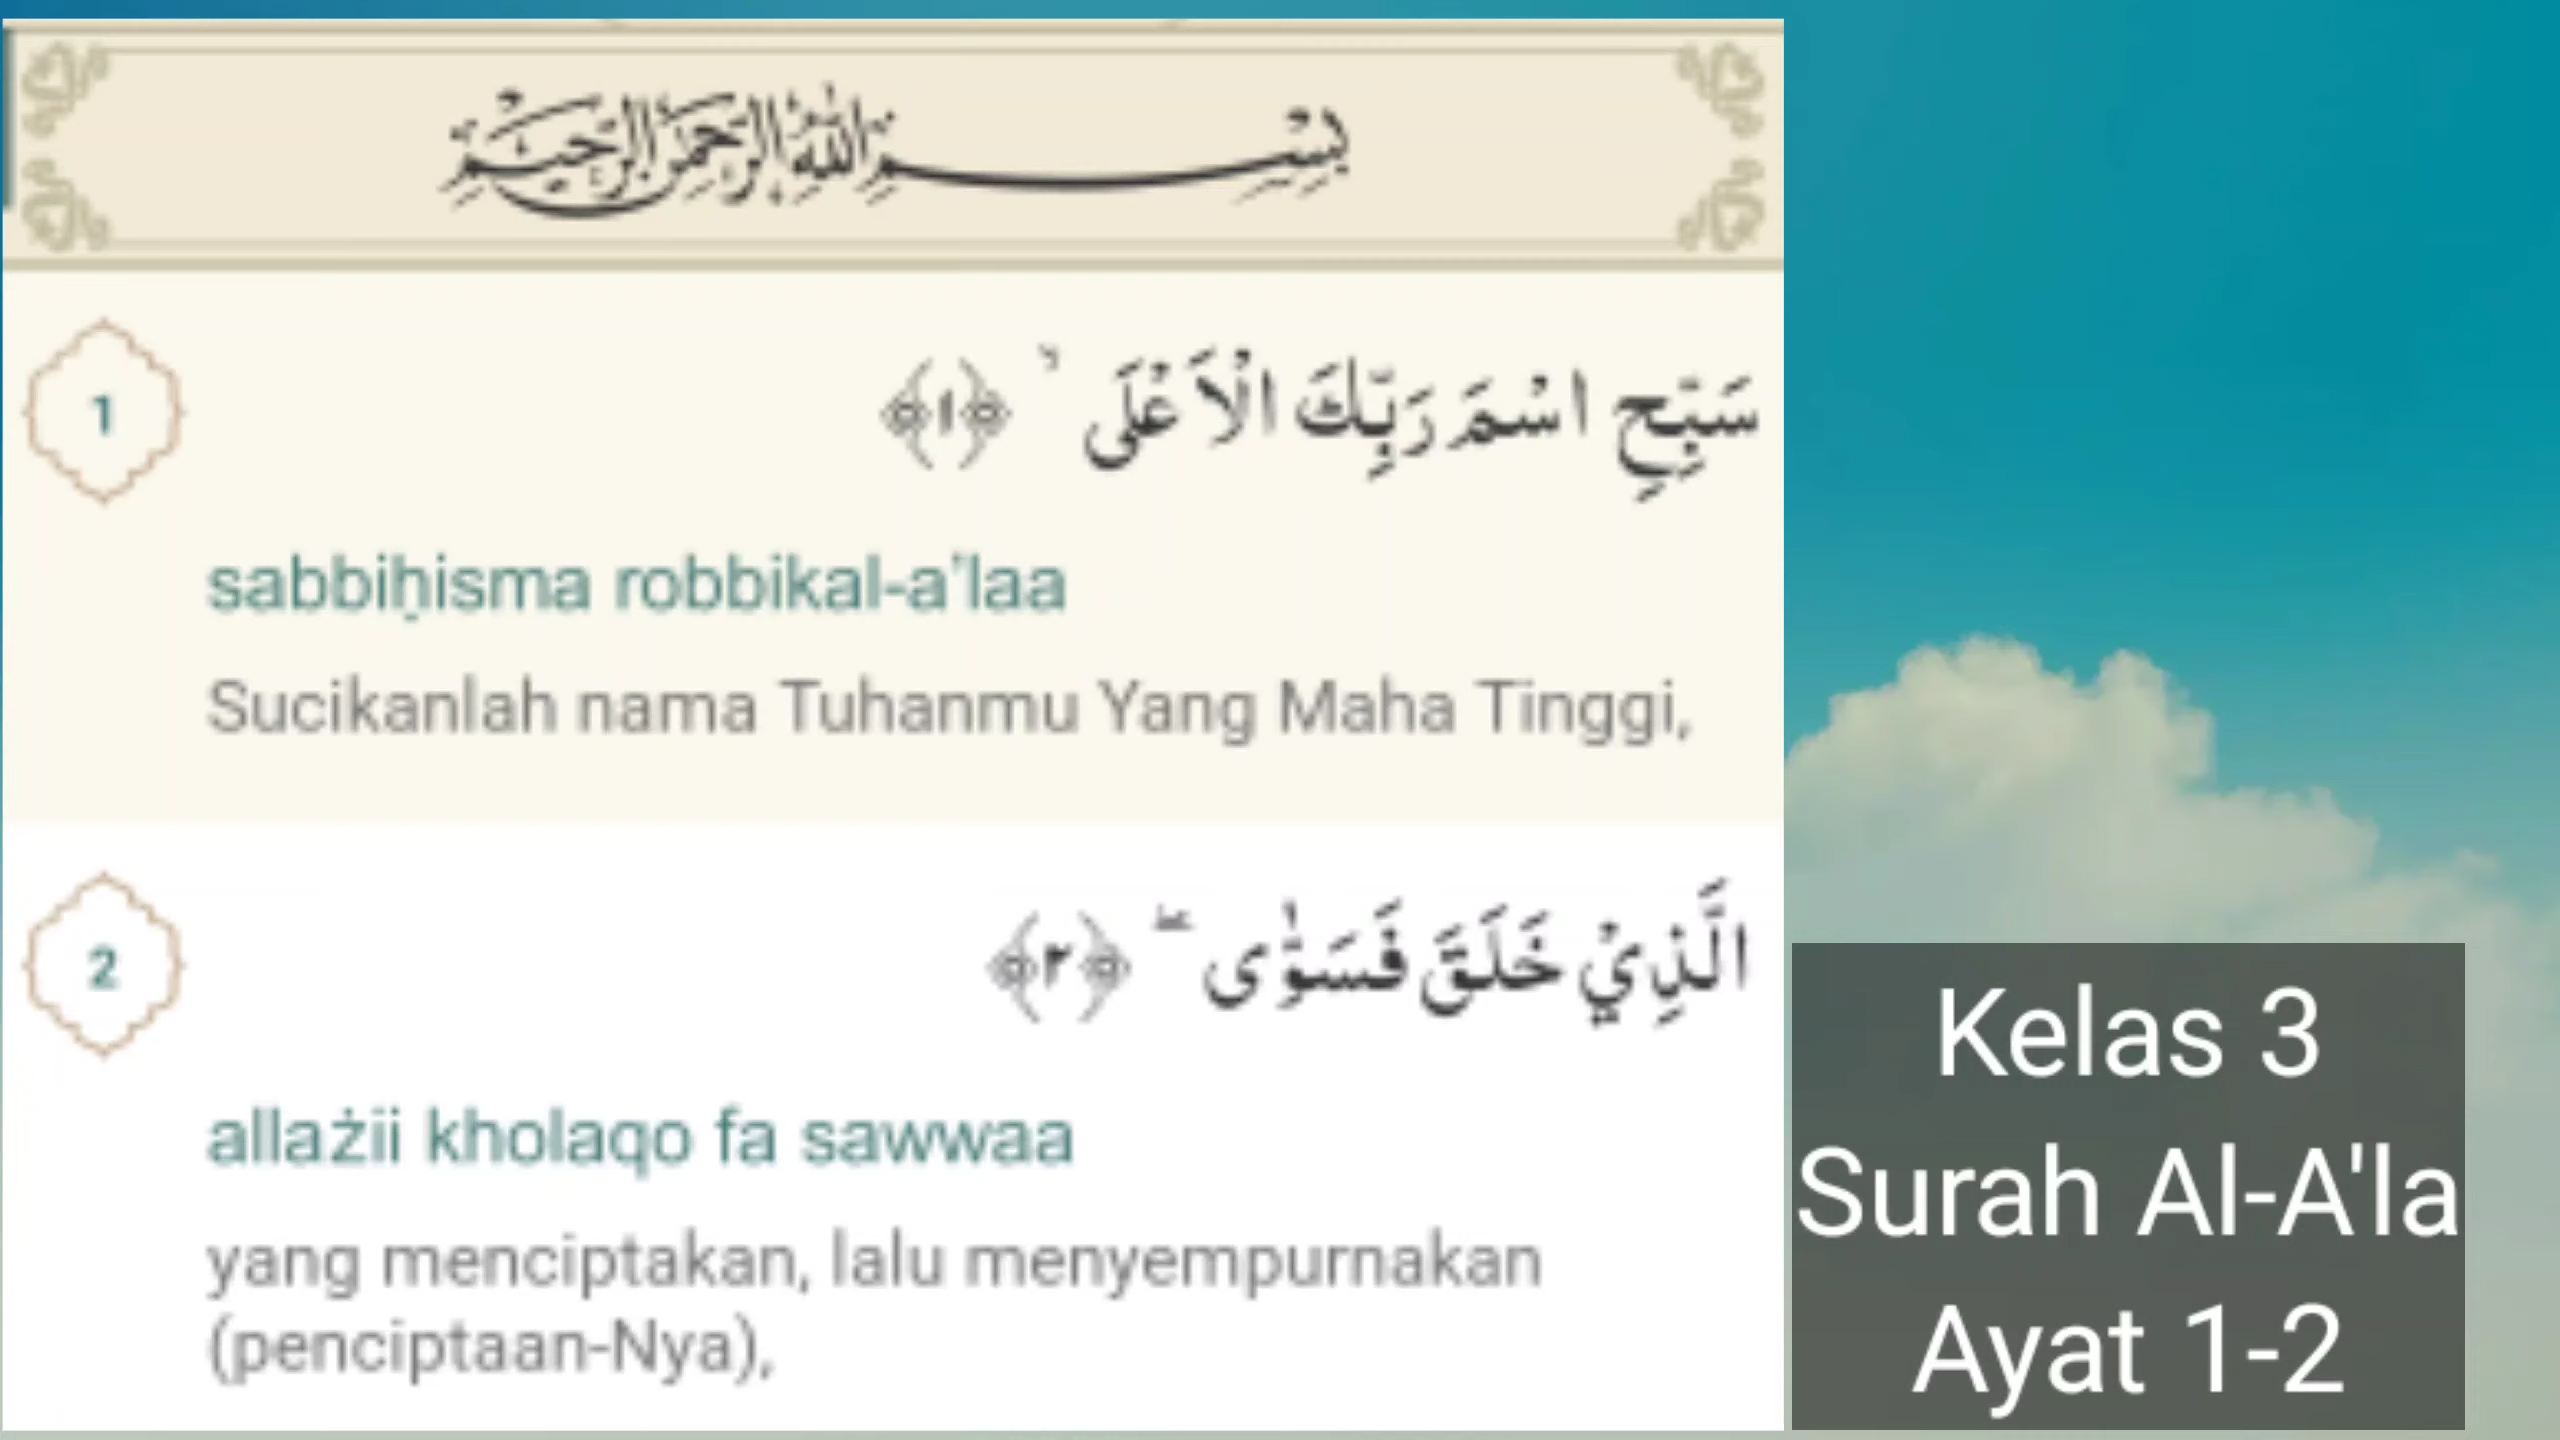 بِسْمِ اللهِ الرَّحْمٰنِ الرَّحِيْمِ
1
سَبِّحِ اسْمَ رَبِّكَ الْاَعْلَى ۙ ﴿١﴾
sabbiḥisma robbikal-a'laa
Sucikanlah nama Tuhanmu Yang Maha Tinggi,
2
الَّذِيْ خَلَقَ فَسَوّٰى ۖ ﴿٢﴾
allażii kholaqo fa sawwaa
yang menciptakan, lalu menyempurnakan
(penciptaan-Nya),
Kelas 3
Surah Al-A'la
Ayat 1-2